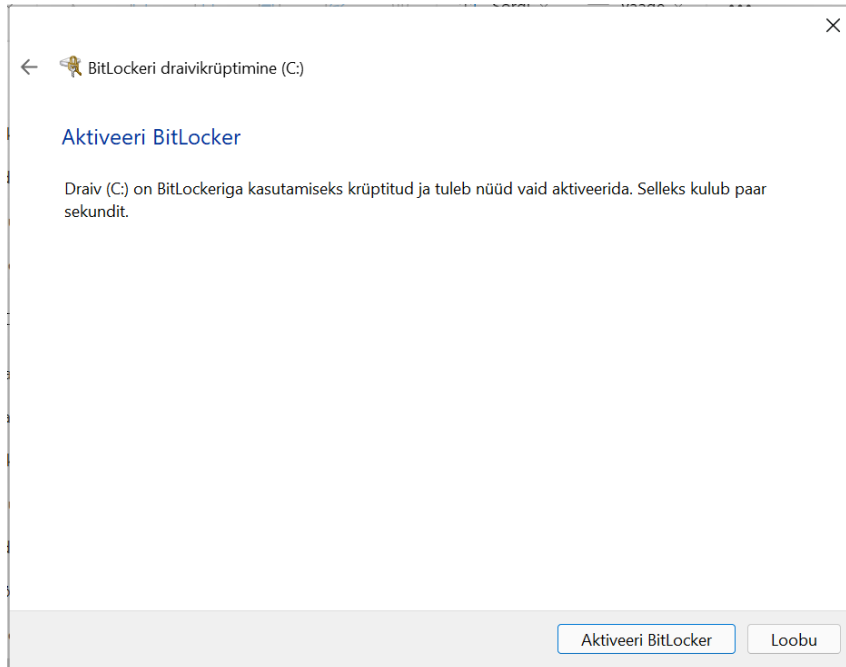 BitLockeri draivikrüptimine (C:)
Aktiveeri BitLocker
Draiv (C:) on BitLockeriga kasutamiseks krüptitud ja tuleb nüüd vaid aktiveerida. Selleks kulub paar
sekundit.
Aktiveeri BitLocker
Loobu